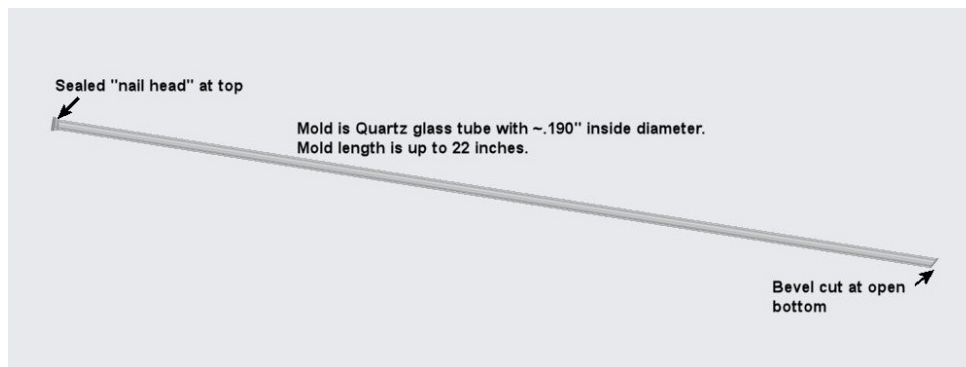 Sealed "nail head" at top
Mold is Quartz glass tube with ~.190" inside diameter.
Mold length is up to 22 inches.
Bevel cut at open
bottom